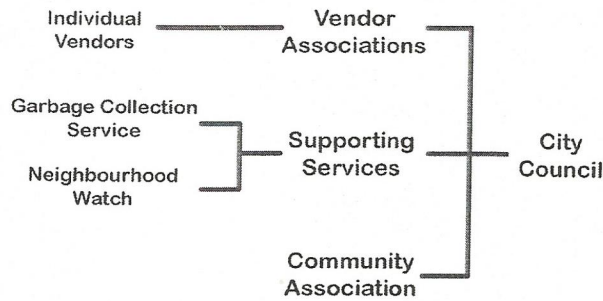 Individual
Vendors
Vendor
Associations
Garbage Collection
Service
Neighbourhood
Watch
Supporting
Services
City
Council
Community
Association